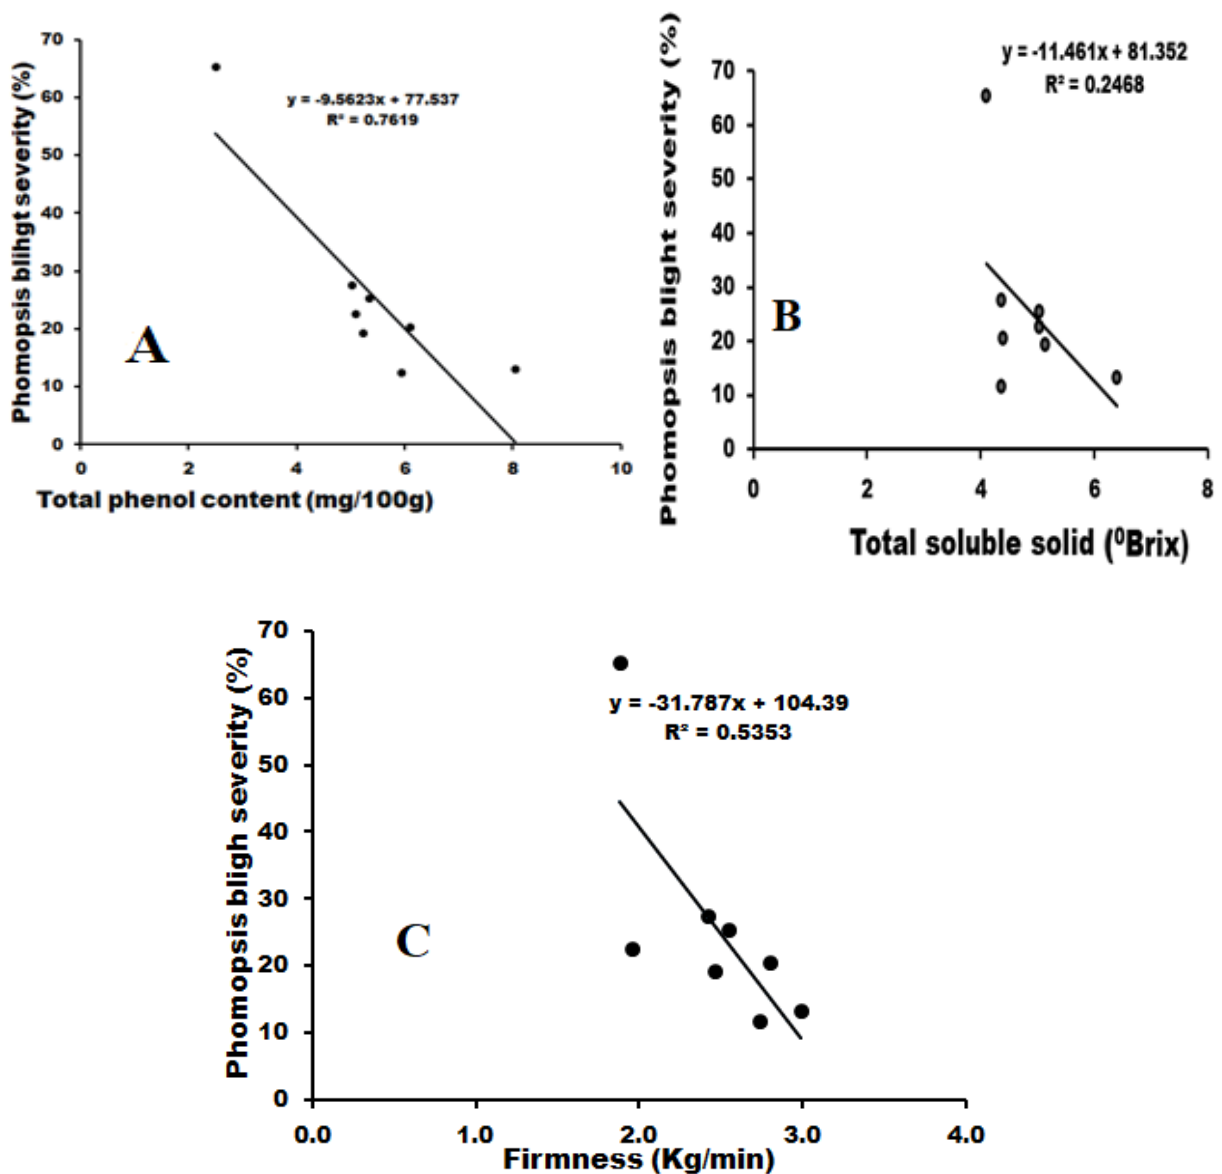 70
60
50
40
30
20
10
0
Phomopsis blihgt severity (%)
y = -9.5623x + 77.537
R² = 0.7619
A
0 2 4 6 8 10
Total phenol content (mg/100g)
Phomopsis blight severity (%)
70
60
50
40
30
20
10
0
y = -11.461x + 81.352
R² = 0.2468
B
0 2 4 6 8
Total soluble solid (⁰Brix)
Phomopsis bligh severity (%)
70
60
50
40
30
20
10
0
y = -31.787x + 104.39
R² = 0.5353
C
0.0 1.0 2.0 3.0 4.0
Firmness (Kg/min)